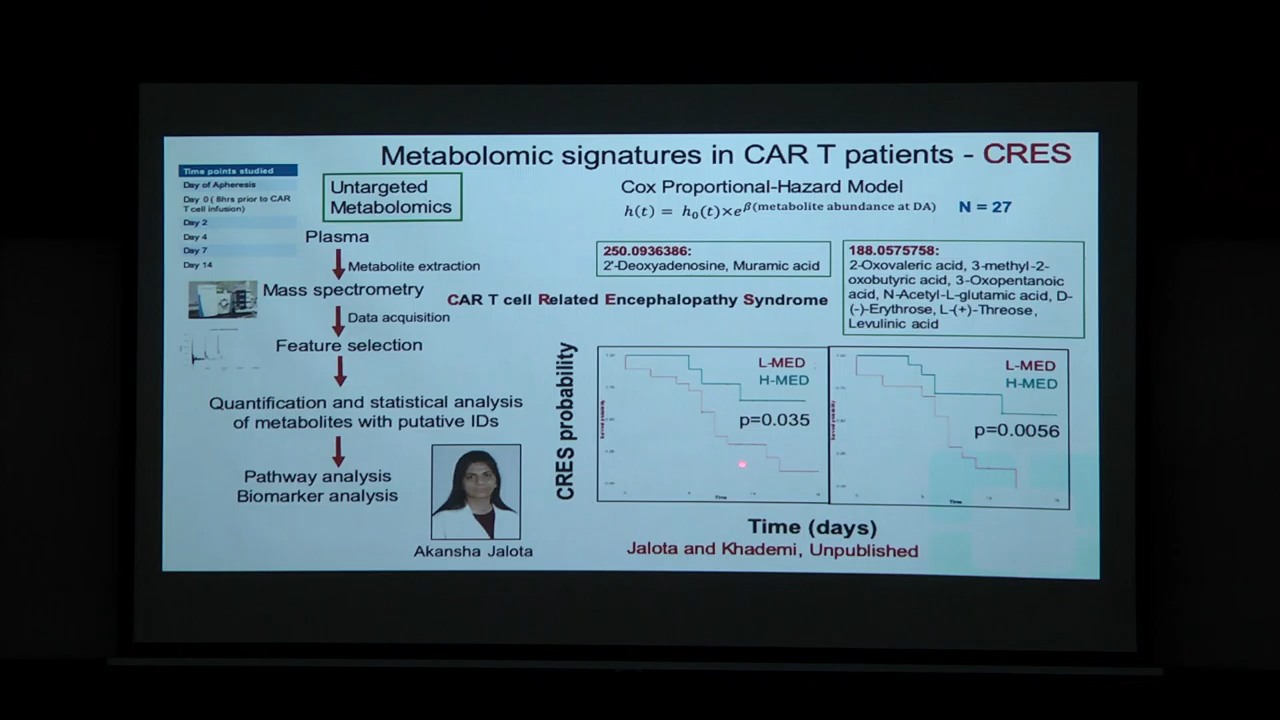 Metabolomic signatures in CAR T patients - CRES
Time points studied
Day of Apheresis
Day 0 ( 8hrs prior to CAR
T cell infusion)
Day 2
Day 4
Day 7
Day 14
Untargeted
Metabolomics
Plasma
Metabolite extraction
Mass spectrometry
Data acquisition
Feature selection
Quantification and statistical analysis
of metabolites with putative IDs
Pathway analysis
Biomarker analysis
Akansha Jalota
Cox Proportional-Hazard Model
h(t) = h₀(t)×e^β(metabolite abundance at DA)
N = 27
250.0936386:
2'-Deoxyadenosine, Muramic acid
188.0575758:
2-Oxovaleric acid, 3-methyl-2-
oxobutyric acid, 3-Oxopentanoic
acid, N-Acetyl-L-glutamic acid, D-
(-)-Erythrose, L-(+)-Threose,
Levulinic acid
CAR T cell Related Encephalopathy Syndrome
CRES probability
L-MED
H-MED
p=0.035
Time
L-MED
H-MED
p=0.0056
Time
Time (days)
Jalota and Khademi, Unpublished